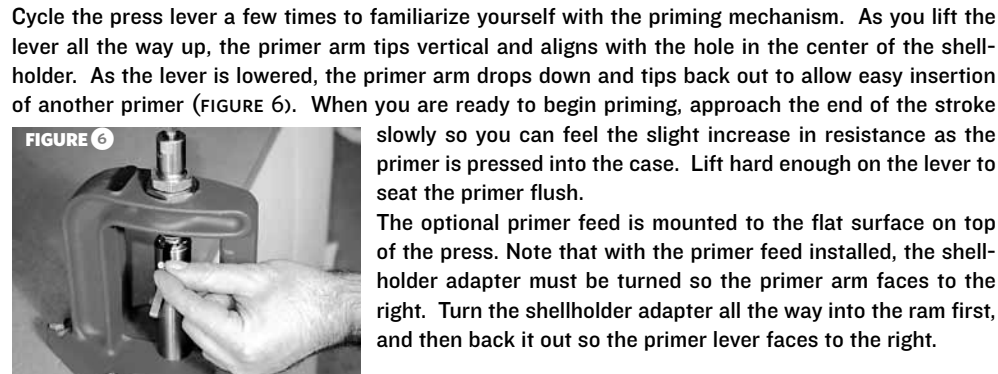 Cycle the press lever a few times to familiarize yourself with the priming mechanism. As you lift the
lever all the way up, the primer arm tips vertical and aligns with the hole in the center of the shell-
holder. As the lever is lowered, the primer arm drops down and tips back out to allow easy insertion
of another primer (FIGURE 6). When you are ready to begin priming, approach the end of the stroke
FIGURE 6
slowly so you can feel the slight increase in resistance as the
primer is pressed into the case. Lift hard enough on the lever to
seat the primer flush.
The optional primer feed is mounted to the flat surface on top
of the press. Note that with the primer feed installed, the shell-
holder adapter must be turned so the primer arm faces to the
right. Turn the shellholder adapter all the way into the ram first,
and then back it out so the primer lever faces to the right.